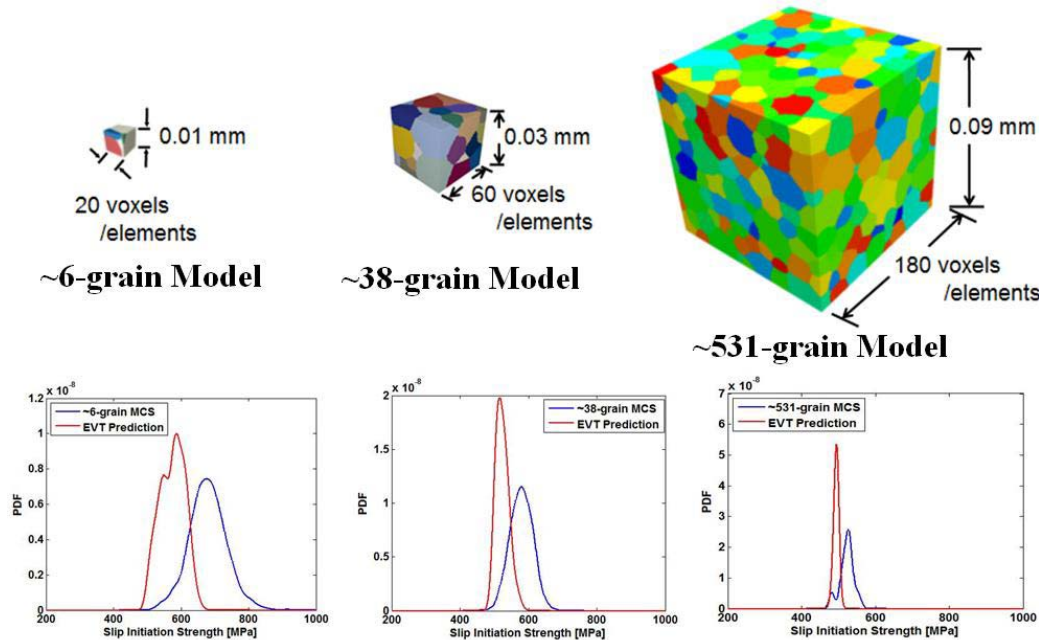 0.01 mm
20 voxels
/elements
~6-grain Model
0.03 mm
60 voxels
/elements
~38-grain Model
0.09 mm
180 voxels
/elements
~531-grain Model
x 10-8
1.2
1
0.8
0.6
0.4
0.2
0
PDF
~6-grain MCS
EVT Prediction
200 400 600 800 1000
Slip Initiation Strength [MPa]
x 10-8
2
1.5
1
0.5
0
PDF
~38-grain MCS
EVT Prediction
200 400 600 800 1000
Slip Initiation Strength [MPa]
x 10-8
7
6
5
4
3
2
1
0
PDF
~531-grain MCS
EVT Prediction
200 400 600 800 1000
Slip Initiation Strength [MPa]